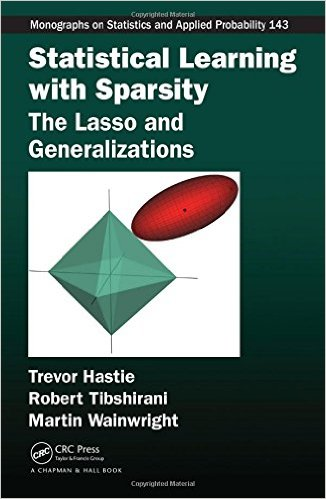 Monographs on Statistics and Applied Probability 143
Statistical Learning
with Sparsity
The Lasso and
Generalizations
Trevor Hastie
Robert Tibshirani
Martin Wainwright
CRC
CRC Press
Taylor & Francis Group
A CHAPMAN & HALL BOOK